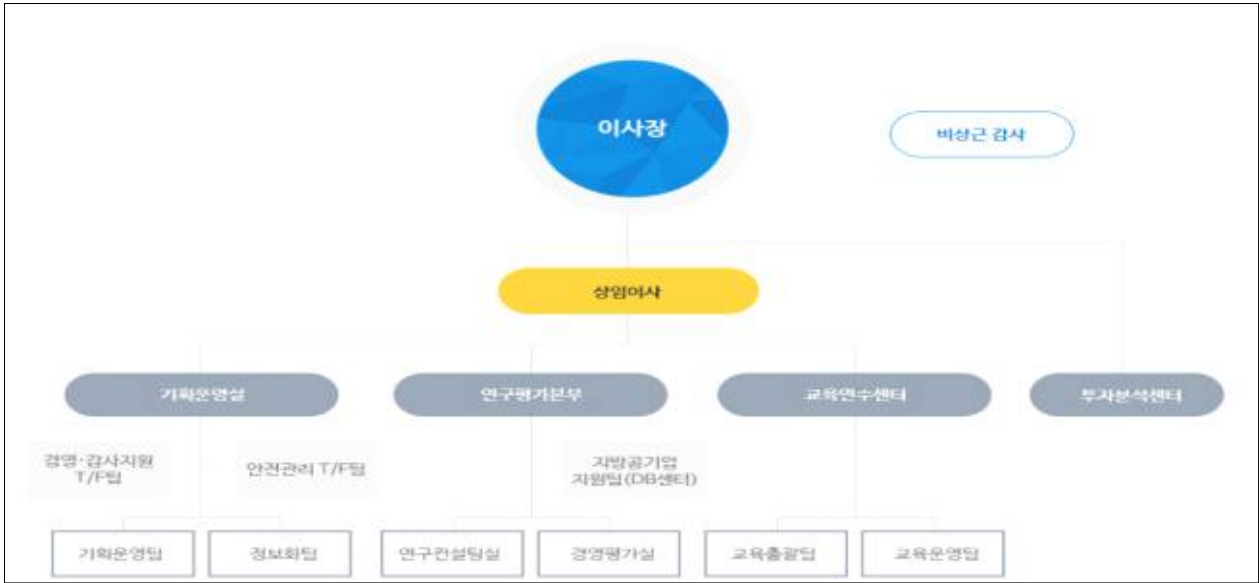 이사장
비상근 감사
상임이사
기획운영실
연구평가본부
교육연수센터
투자분석센터
경영·감사지원
T/F팀
안전관리 T/F팀
지방공기업
지원팀(DB센터)
기획운영팀
정보화팀
연구컨설팅실
경영평가실
교육총괄팀
교육운영팀